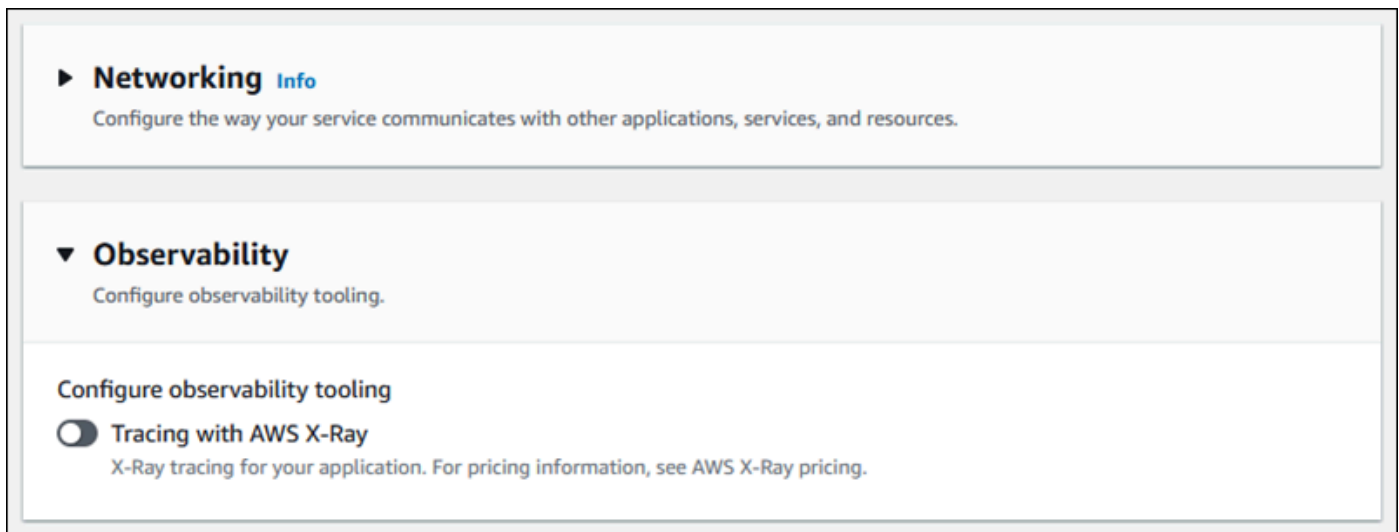 Networking Info
Configure the way your service communicates with other applications, services, and resources.
Observability
Configure observability tooling.
Configure observability tooling
Tracing with AWS X-Ray
X-Ray tracing for your application. For pricing information, see AWS X-Ray pricing.